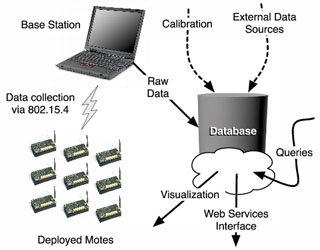 Base Station
Calibration
External Data
Sources
Raw
Data
Data collection
via 802.15.4
Database
Queries
Visualization
Web Services
Interface
Deployed Motes